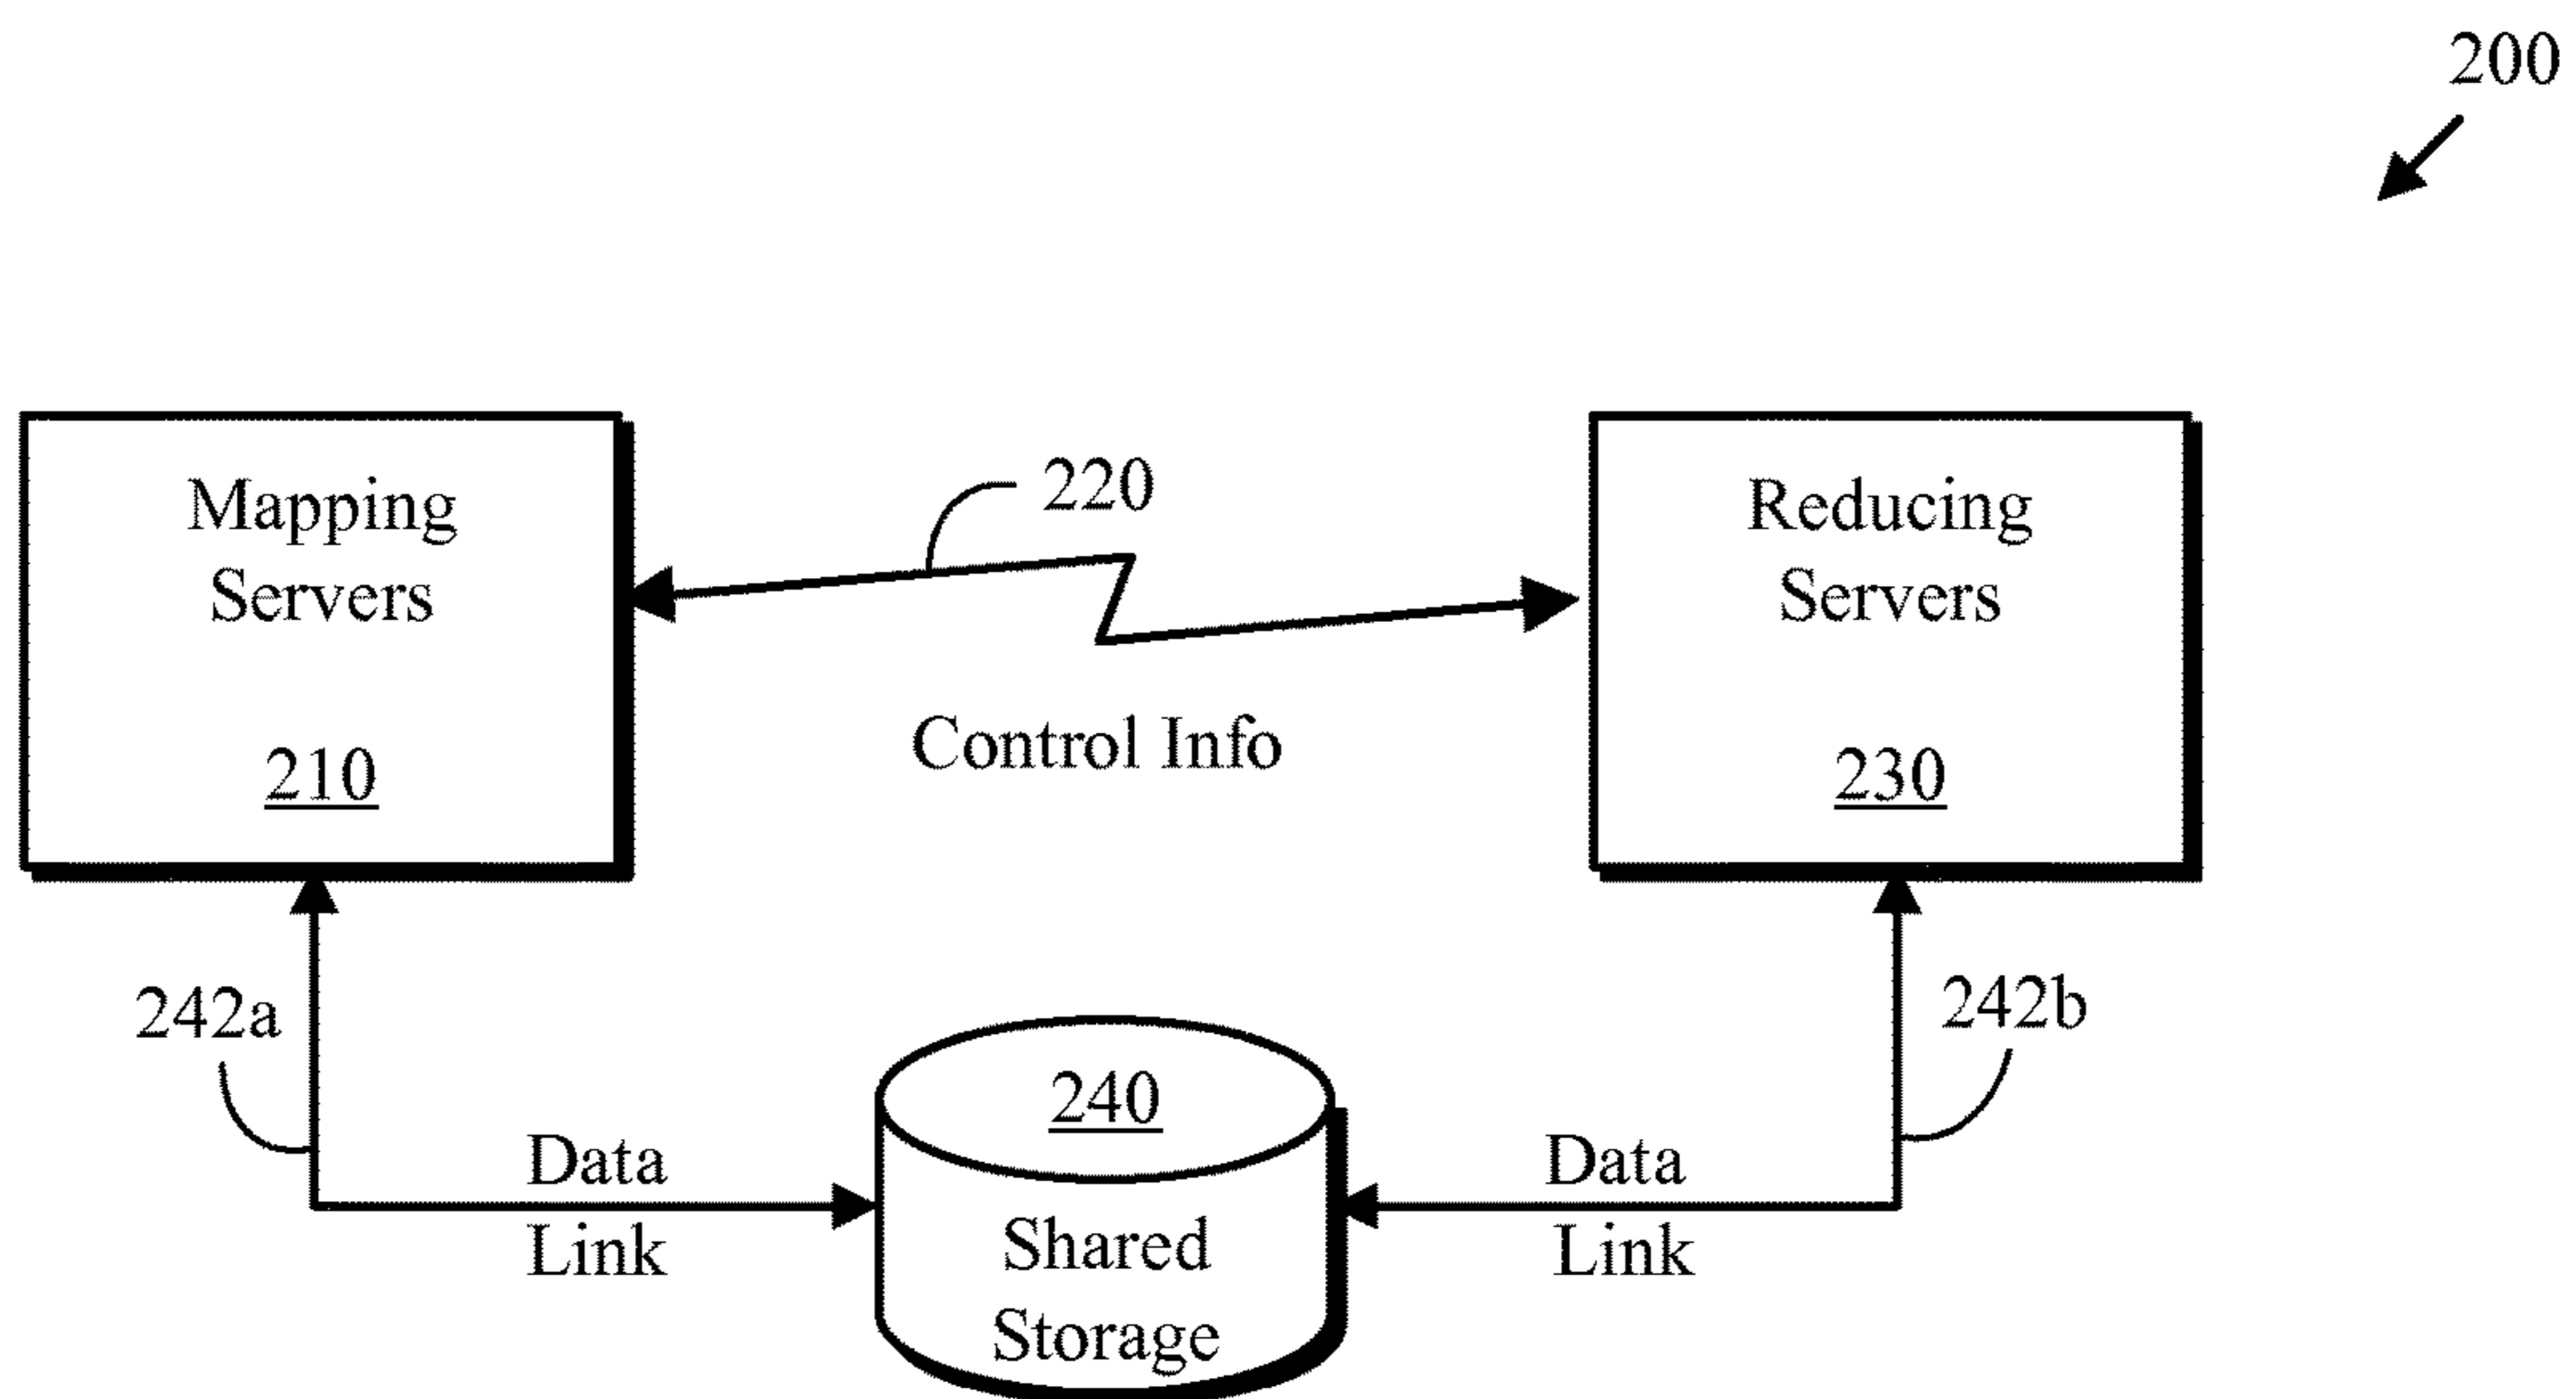 200
Mapping
Servers
210
220
Control Info
Reducing
Servers
230
242a
Data
Link
240
Shared
Storage
Data
Link
242b